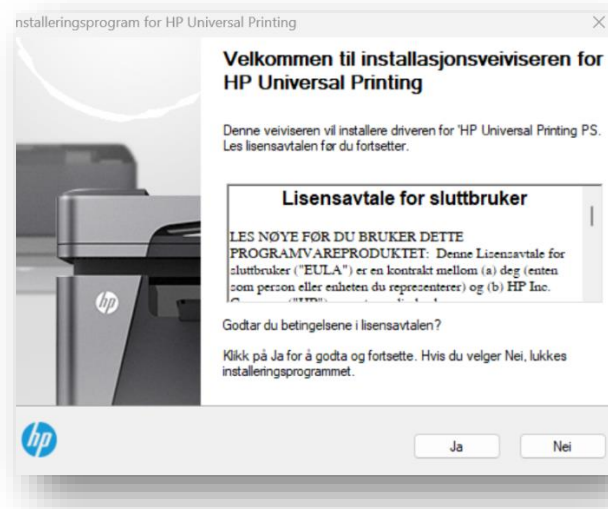 nstalleringsprogram for HP Universal Printing
Velkommen til installasjonsveiviseren for
HP Universal Printing
Denne veiviseren vil installere driveren for 'HP Universal Printing PS.
Les lisensavtalen før du fortsetter.
Lisensavtale for sluttbruker
LES NØYE FØR DU BRUKER DETTE
PROGRAMVAREPRODUKTET: Denne Lisensavtale for
sluttbruker ("EULA") er en kontrakt mellom (a) deg (enten
som person eller enheten du representerer) og (b) HP Inc.
hp
Godtar du betingelsene i lisensavtalen?
Klikk på Ja for å godta og fortsette. Hvis du velger Nei, lukkes
installeringsprogrammet.
hp
Ja
Nei